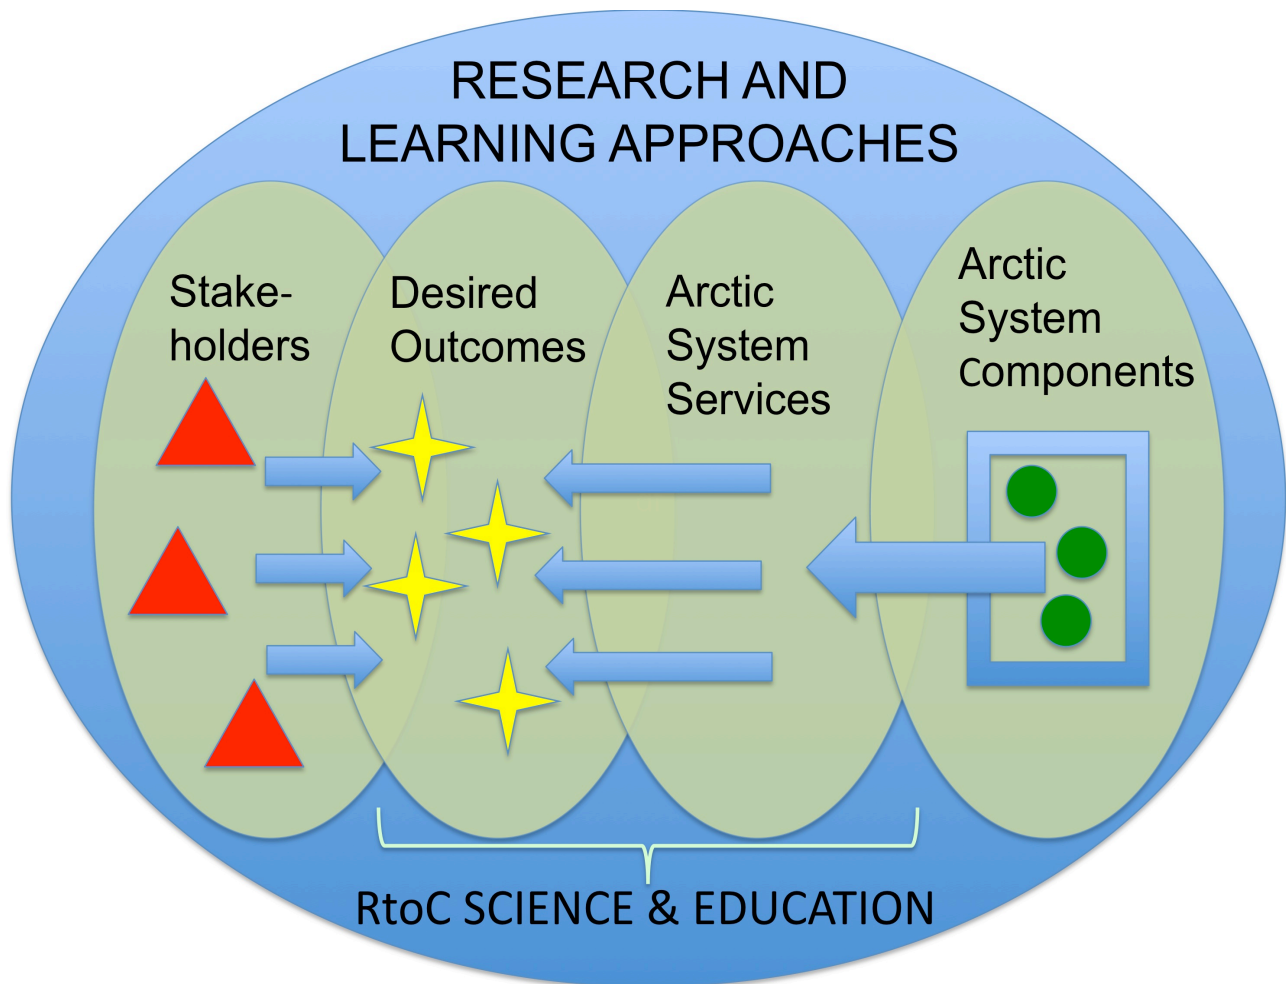 RESEARCH AND
LEARNING APPROACHES
Stake-
holders
Desired
Outcomes
Arctic
System
Services
Arctic
System
Components
RtoC SCIENCE & EDUCATION